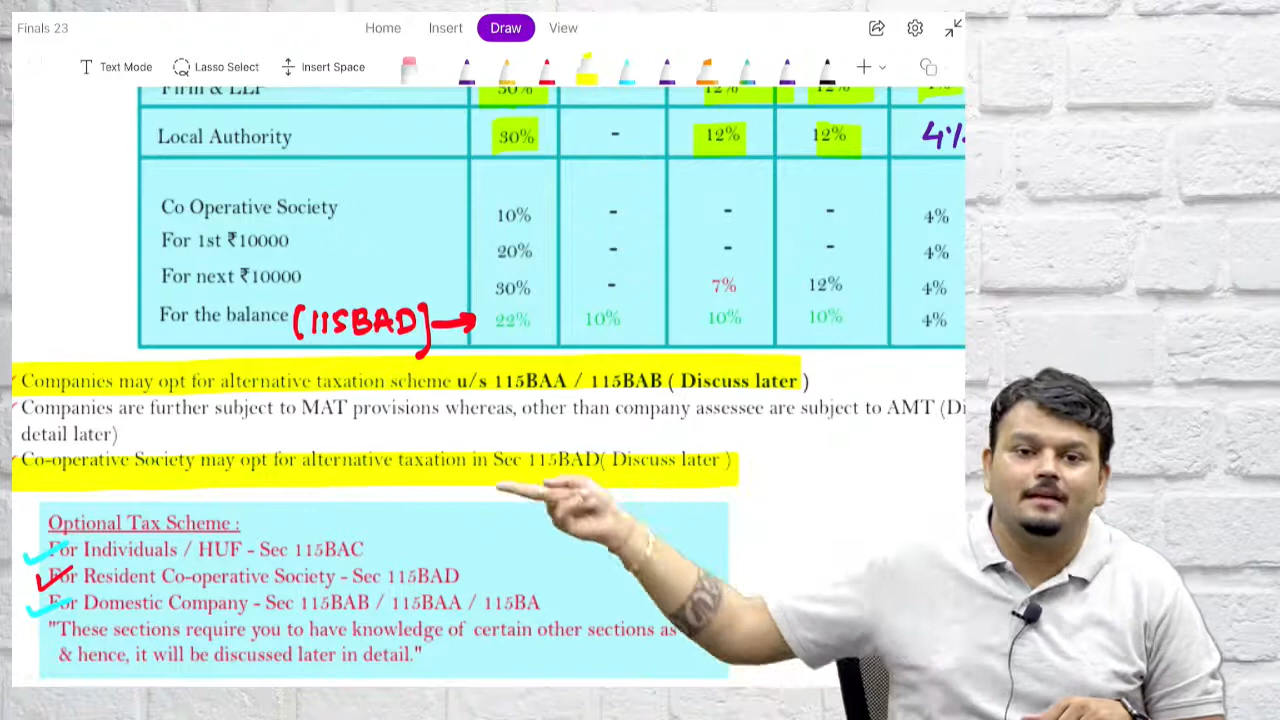 Finals 23
Home Insert Draw View
Text Mode Lasso Select Insert Space
Firm & LLP 30% 12% 12%
Local Authority 30% - 12% 12% 4%
Co Operative Society 10% - - - 4%
For 1st ₹10000 20% - - - 4%
For next ₹10000 30% - 7% 12% 4%
For the balance (115BAD) 22% 10% 10% 10% 4%
Companies may opt for alternative taxation scheme u/s 115BAA / 115BAB ( Discuss later )
Companies are further subject to MAT provisions whereas, other than company assessee are subject to AMT (Di
detail later)
Co-operative Society may opt for alternative taxation in Sec 115BAD( Discuss later )
Optional Tax Scheme :
For Individuals / HUF - Sec 115BAC
For Resident Co-operative Society - Sec 115BAD
For Domestic Company - Sec 115BAB / 115BAA / 115BA
"These sections require you to have knowledge of certain other sections as
& hence, it will be discussed later in detail."